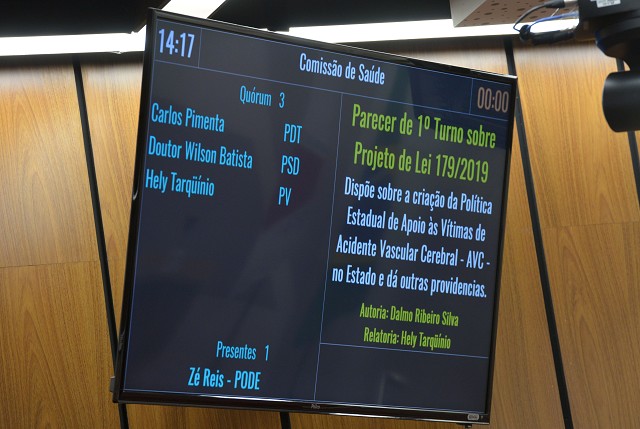 14:17
Comissão de Saúde
00:00
Quórum 3
Carlos Pimenta PDT
Doutor Wilson Batista PSD
Hely Tarqüínio PV
Parecer de 1º Turno sobre
Projeto de Lei 179/2019
Dispõe sobre a criação da Política
Estadual de Apoio às Vítimas de
Acidente Vascular Cerebral - AVC -
no Estado e dá outras providencias.
Autoria: Dalmo Ribeiro Silva
Relatoria: Hely Tarqüínio
Presentes 1
Zé Reis - PODE